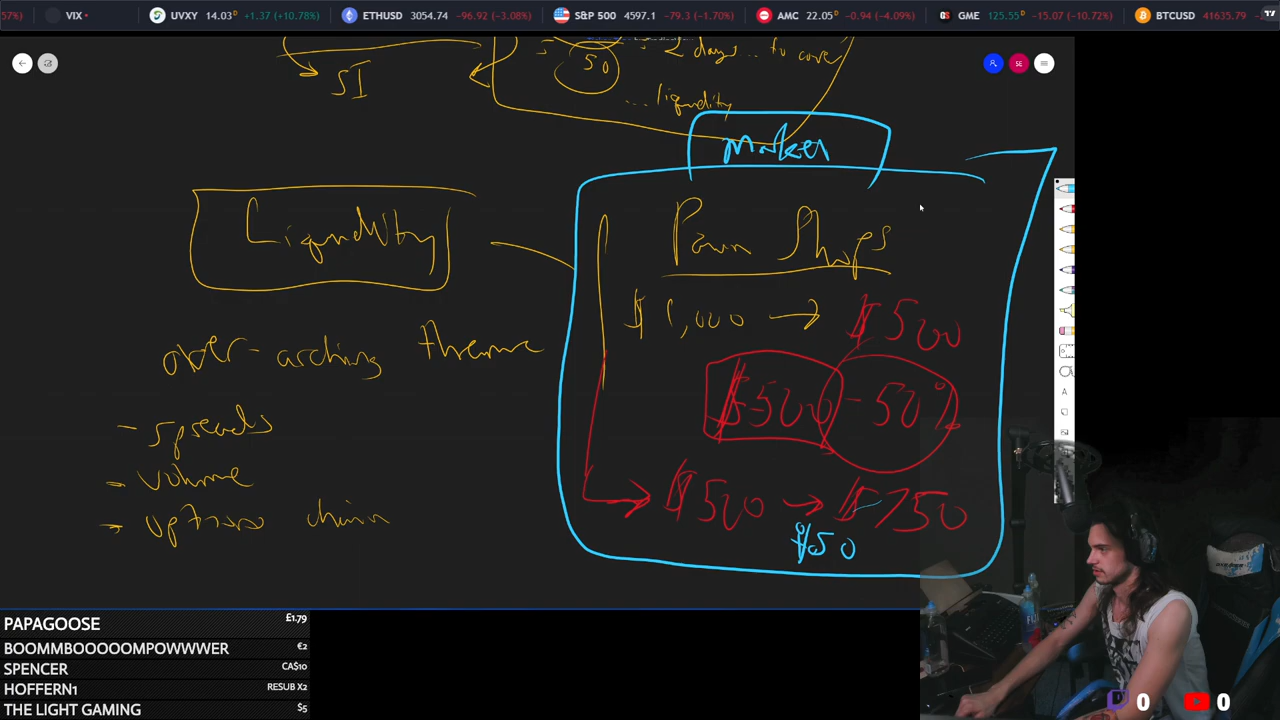 57%)
VIX
UVXY 14.03 D +1.37 (+10.78%)
ETHUSD 3054.74 -96.92 (-3.08%)
S&P 500 4597.1 -79.3 (-1.70%)
AMC 22.05 D -0.94 (-4.09%)
GME 125.55 D -15.07 (-10.72%)
BTCUSD 41635.79
SI
50
2 days.. to cover
... liquidity
SE
Maker
Liquidity
Pawn Shops
$1,000 → $500
over-arching theme
$500 - 50%
- spreads
- volume
- options chain
$500 → $750
$50
PAPAGOOSE £1.79
BOOMMBOOOOOMPOWWWER €2
SPENCER CA$10
HOFFERN1 RESUB X2
THE LIGHT GAMING $5
0 0